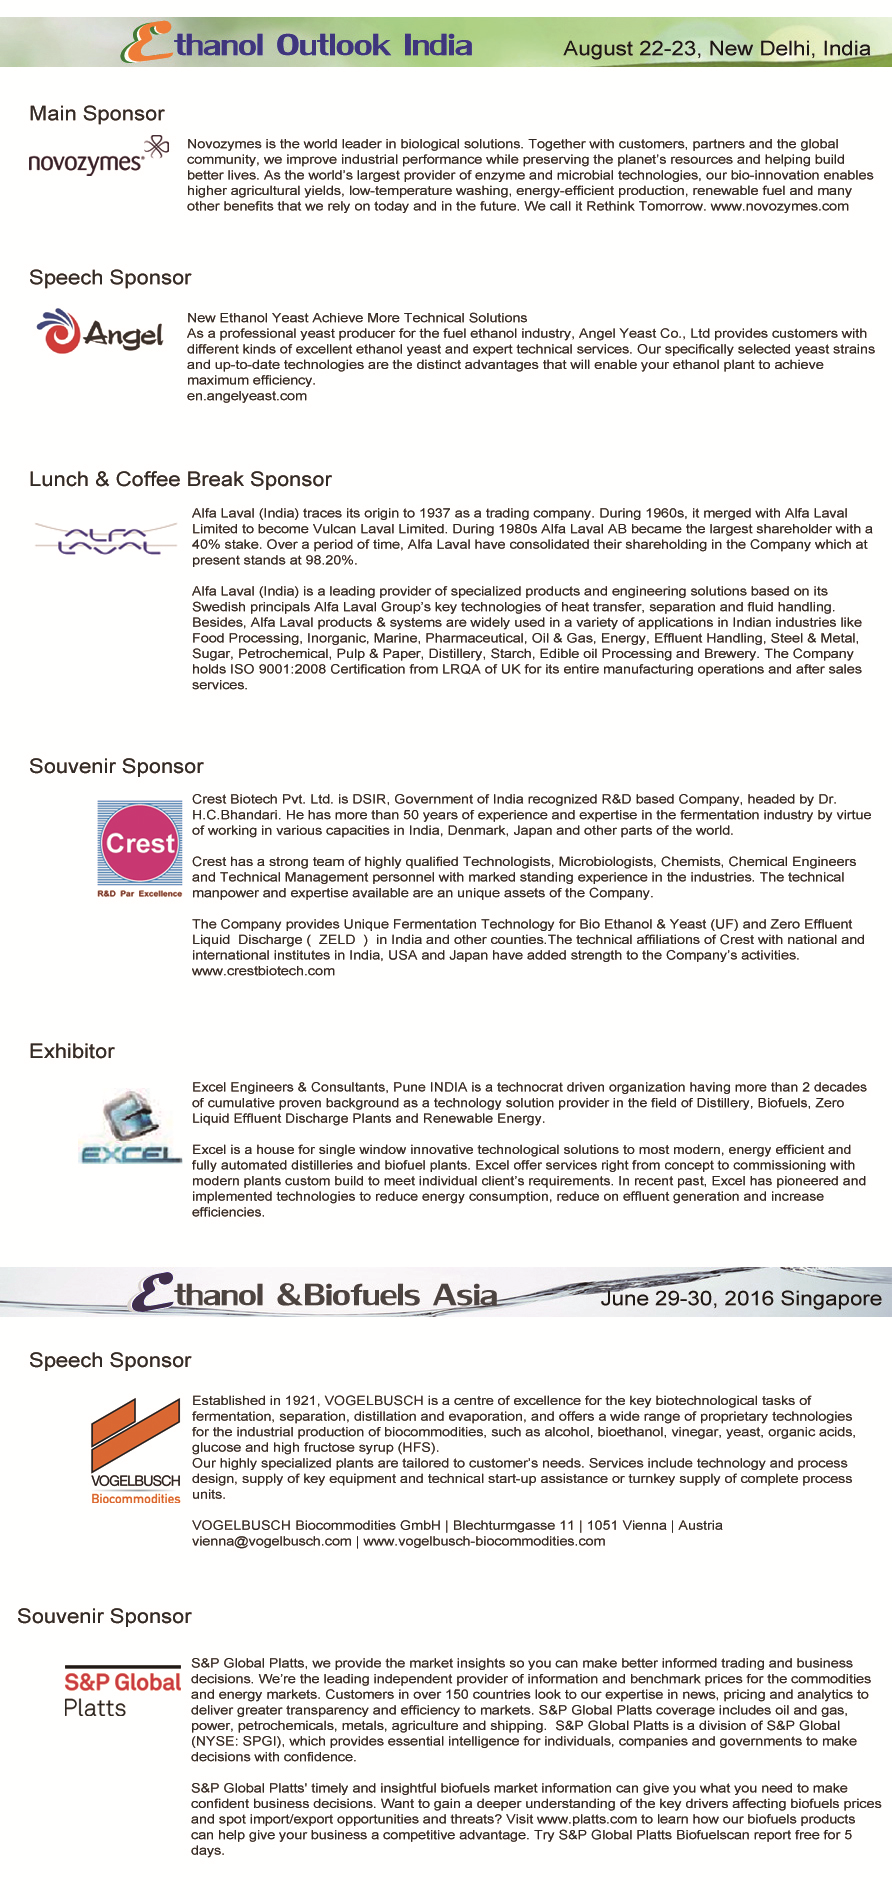 Ethanol Outlook India
August 22-23, New Delhi, India
Main Sponsor
novozymes®
Novozymes is the world leader in biological solutions. Together with customers, partners and the global
community, we improve industrial performance while preserving the planet's resources and helping build
better lives. As the world's largest provider of enzyme and microbial technologies, our bio-innovation enables
higher agricultural yields, low-temperature washing, energy-efficient production, renewable fuel and many
other benefits that we rely on today and in the future. We call it Rethink Tomorrow. www.novozymes.com
Speech Sponsor
Angel
New Ethanol Yeast Achieve More Technical Solutions
As a professional yeast producer for the fuel ethanol industry, Angel Yeast Co., Ltd provides customers with
different kinds of excellent ethanol yeast and expert technical services. Our specifically selected yeast strains
and up-to-date technologies are the distinct advantages that will enable your ethanol plant to achieve
maximum efficiency.
en.angelyeast.com
Lunch & Coffee Break Sponsor
ALFA
LAVAL
Alfa Laval (India) traces its origin to 1937 as a trading company. During 1960s, it merged with Alfa Laval
Limited to become Vulcan Laval Limited. During 1980s Alfa Laval AB became the largest shareholder with a
40% stake. Over a period of time, Alfa Laval have consolidated their shareholding in the Company which at
present stands at 98.20%.
Alfa Laval (India) is a leading provider of specialized products and engineering solutions based on its
Swedish principals Alfa Laval Group's key technologies of heat transfer, separation and fluid handling.
Besides, Alfa Laval products & systems are widely used in a variety of applications in Indian industries like
Food Processing, Inorganic, Marine, Pharmaceutical, Oil & Gas, Energy, Effluent Handling, Steel & Metal,
Sugar, Petrochemical, Pulp & Paper, Distillery, Starch, Edible oil Processing and Brewery. The Company
holds ISO 9001:2008 Certification from LRQA of UK for its entire manufacturing operations and after sales
services.
Souvenir Sponsor
Crest
R&D Par Excellence
Crest Biotech Pvt. Ltd. is DSIR, Government of India recognized R&D based Company, headed by Dr.
H.C.Bhandari. He has more than 50 years of experience and expertise in the fermentation industry by virtue
of working in various capacities in India, Denmark, Japan and other parts of the world.
Crest has a strong team of highly qualified Technologists, Microbiologists, Chemists, Chemical Engineers
and Technical Management personnel with marked standing experience in the industries. The technical
manpower and expertise available are an unique assets of the Company.
The Company provides Unique Fermentation Technology for Bio Ethanol & Yeast (UF) and Zero Effluent
Liquid Discharge ( ZELD ) in India and other counties.The technical affiliations of Crest with national and
international institutes in India, USA and Japan have added strength to the Company's activities.
www.crestbiotech.com
Exhibitor
EXCEL
Excel Engineers & Consultants, Pune INDIA is a technocrat driven organization having more than 2 decades
of cumulative proven background as a technology solution provider in the field of Distillery, Biofuels, Zero
Liquid Effluent Discharge Plants and Renewable Energy.
Excel is a house for single window innovative technological solutions to most modern, energy efficient and
fully automated distilleries and biofuel plants. Excel offer services right from concept to commissioning with
modern plants custom build to meet individual client's requirements. In recent past, Excel has pioneered and
implemented technologies to reduce energy consumption, reduce on effluent generation and increase
efficiencies.
Ethanol &Biofuels Asia
June 29-30, 2016 Singapore
Speech Sponsor
VOGELBUSCH
Biocommodities
Established in 1921, VOGELBUSCH is a centre of excellence for the key biotechnological tasks of
fermentation, separation, distillation and evaporation, and offers a wide range of proprietary technologies
for the industrial production of biocommodities, such as alcohol, bioethanol, vinegar, yeast, organic acids,
glucose and high fructose syrup (HFS).
Our highly specialized plants are tailored to customer's needs. Services include technology and process
design, supply of key equipment and technical start-up assistance or turnkey supply of complete process
units.
VOGELBUSCH Biocommodities GmbH | Blechturmgasse 11 | 1051 Vienna | Austria
vienna@vogelbusch.com | www.vogelbusch-biocommodities.com
Souvenir Sponsor
S&P Global
Platts
S&P Global Platts, we provide the market insights so you can make better informed trading and business
decisions. We're the leading independent provider of information and benchmark prices for the commodities
and energy markets. Customers in over 150 countries look to our expertise in news, pricing and analytics to
deliver greater transparency and efficiency to markets. S&P Global Platts coverage includes oil and gas,
power, petrochemicals, metals, agriculture and shipping. S&P Global Platts is a division of S&P Global
(NYSE: SPGI), which provides essential intelligence for individuals, companies and governments to make
decisions with confidence.
S&P Global Platts' timely and insightful biofuels market information can give you what you need to make
confident business decisions. Want to gain a deeper understanding of the key drivers affecting biofuels prices
and spot import/export opportunities and threats? Visit www.platts.com to learn how our biofuels products
can help give your business a competitive advantage. Try S&P Global Platts Biofuelscan report free for 5
days.